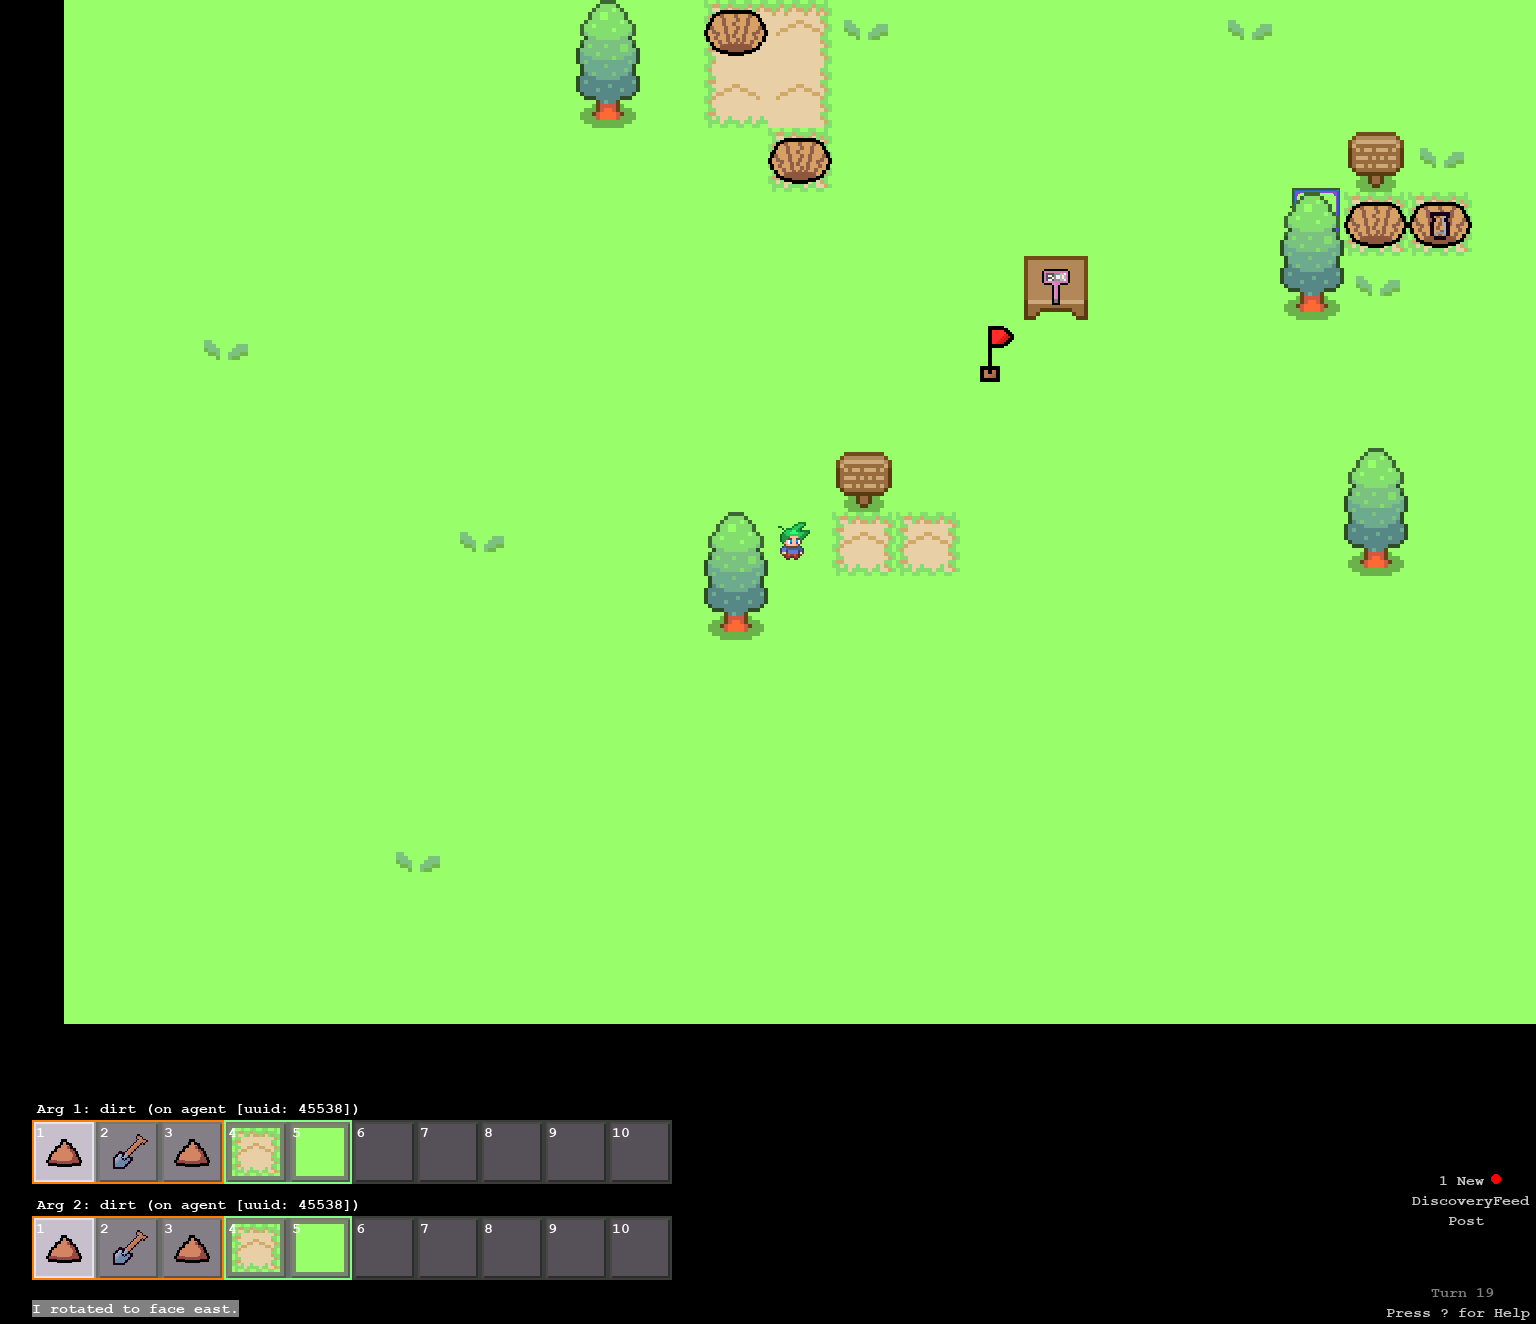 Arg 1: dirt (on agent [uuid: 45538])
1 2 3 4 5 6 7 8 9 10
Arg 2: dirt (on agent [uuid: 45538])
1 2 3 4 5 6 7 8 9 10
I rotated to face east.
1 New
DiscoveryFeed
Post
Turn 19
Press ? for Help